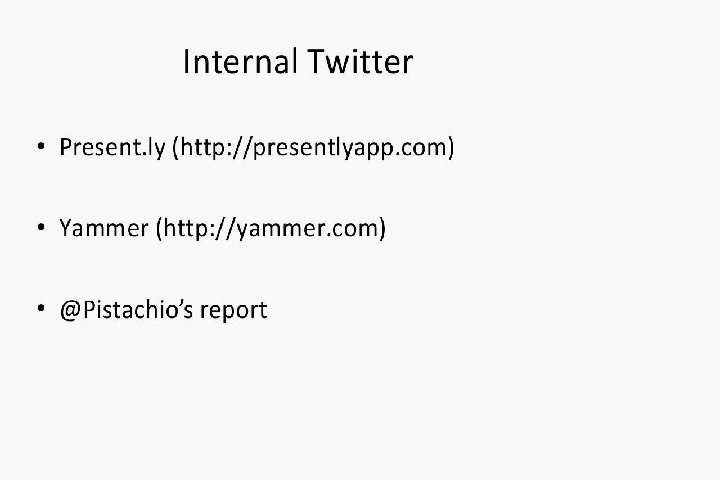 Internal Twitter
• Present.ly (http://presentlyapp.com)
• Yammer (http://yammer.com)
• @Pistachio’s report